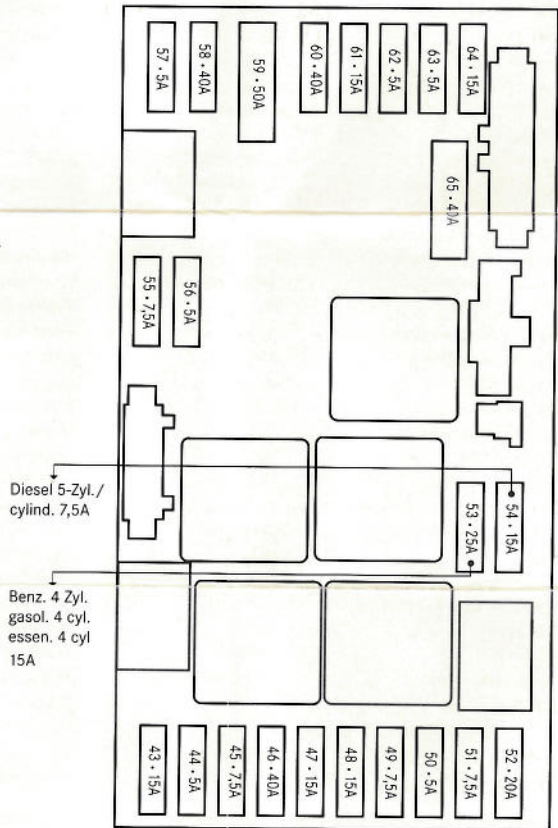 57 • 5A
58 • 40A
59 • 50A
60 • 40A
61 • 15A
62 • 5A
63 • 5A
64 • 15A
65 • 40A
55 • 7,5A
56 • 5A
Diesel 5-Zyl./
cylind. 7,5A
53 • 25A
54 • 15A
Benz. 4 Zyl.
gasol. 4 cyl.
essen. 4 cyl
15A
43 • 15A
44 • 5A
45 • 7,5A
46 • 40A
47 • 15A
48 • 15A
49 • 7,5A
50 • 5A
51 • 7,5A
52 • 20A